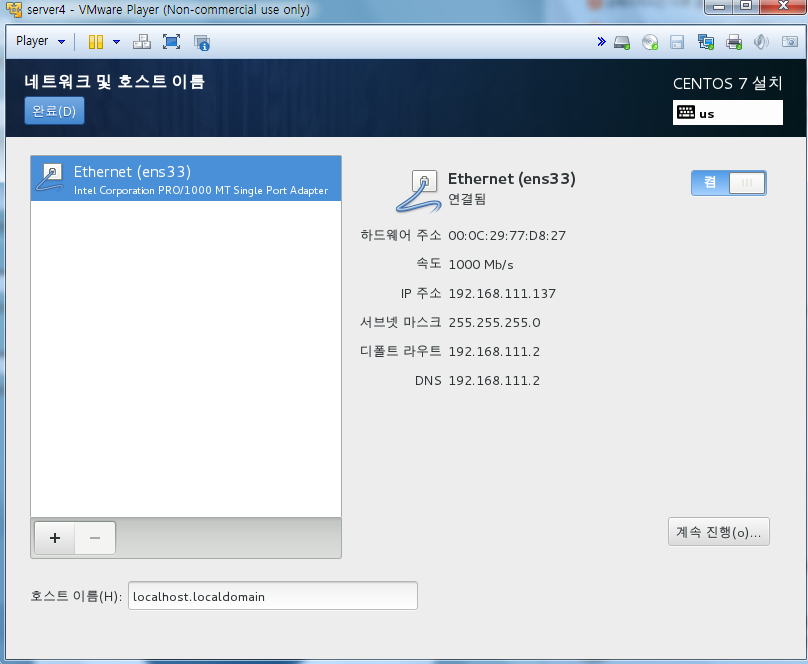 server4 - VMware Player (Non-commercial use only)
Player
네트워크 및 호스트 이름
완료(D)
CENTOS 7 설치
us
Ethernet (ens33)
Intel Corporation PRO/1000 MT Single Port Adapter
Ethernet (ens33)
연결됨
켬
하드웨어 주소 00:0C:29:77:D8:27
속도 1000 Mb/s
IP 주소 192.168.111.137
서브넷 마스크 255.255.255.0
디폴트 라우트 192.168.111.2
DNS 192.168.111.2
+ −
계속 진행(o)...
호스트 이름(H): localhost.localdomain